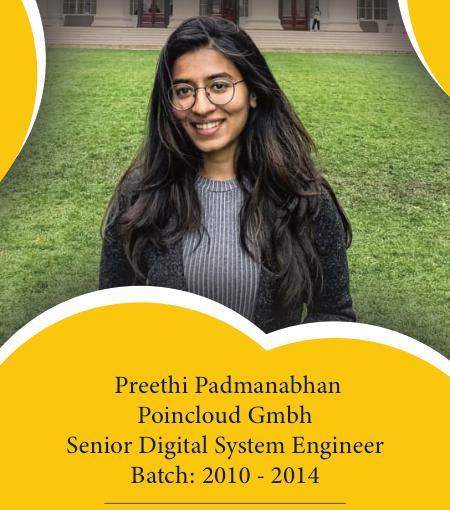 Preethi Padmanabhan
Poincloud Gmbh
Senior Digital System Engineer
Batch: 2010 - 2014